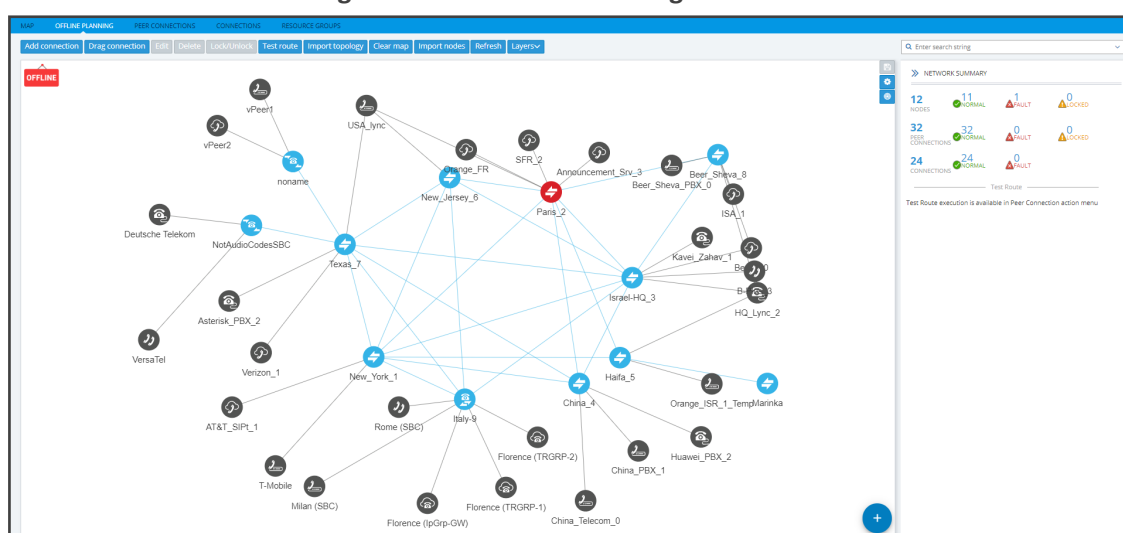 MAP OFFLINE PLANNING PEER CONNECTIONS CONNECTIONS RESOURCE GROUPS
Add connection Drag connection Edit Delete Lock/Unlock Test route Import topology Clear map Import nodes Refresh Layers
Enter search string
OFFLINE
NETWORK SUMMARY
12 NODES 11 NORMAL 1 FAULT 0 LOCKED
32 PEER CONNECTIONS 32 NORMAL 0 FAULT 0 LOCKED
24 CONNECTIONS 24 NORMAL 0 FAULT
Test Route
Test Route execution is available in Peer Connection action menu
vPeer1
USA_lync
vPeer2
noname
Orange_FR
SFR_2
Announcement_Srv_3
Beer_Sheva_PBX_0
Beer_Sheva_8
New_Jersey_6
Paris_2
ISA_1
Deutsche Telekom
NotAudioCodesSBC
Texas_7
Kavei_Zahav_1
Israel-HQ_3
HQ_Lync_2
Asterisk_PBX_2
VersaTel
Verizon_1
New_York_1
Haifa_5
Italy-9
China_4
Orange_ISR_1_Temp
Marinka
AT&T_SIPt_1
Rome (SBC)
Florence (TRGRP-2)
Huawei_PBX_2
China_PBX_1
T-Mobile
Milan (SBC)
Florence (TRGRP-1)
Florence (IpGrp-GW)
China_Telecom_0
+